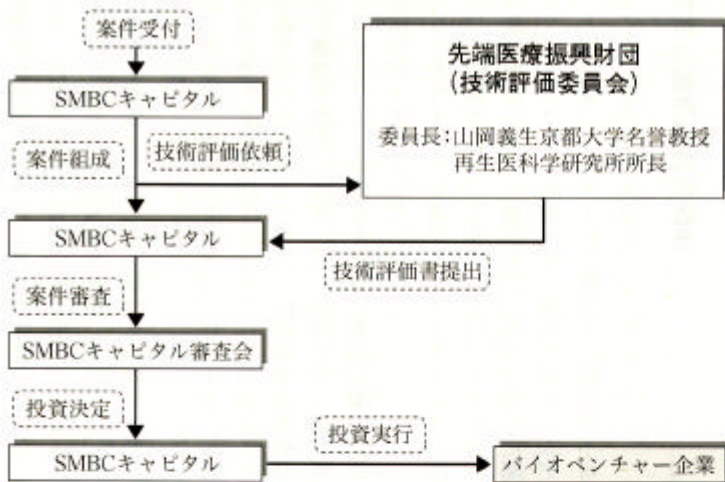 案件受付
SMBCキャピタル
先端医療振興財団
(技術評価委員会)
委員長:山岡義生京都大学名誉教授
再生医科学研究所所長
案件組成
技術評価依頼
SMBCキャピタル
技術評価書提出
案件審査
SMBCキャピタル審査会
投資決定
投資実行
SMBCキャピタル
バイオベンチャー企業